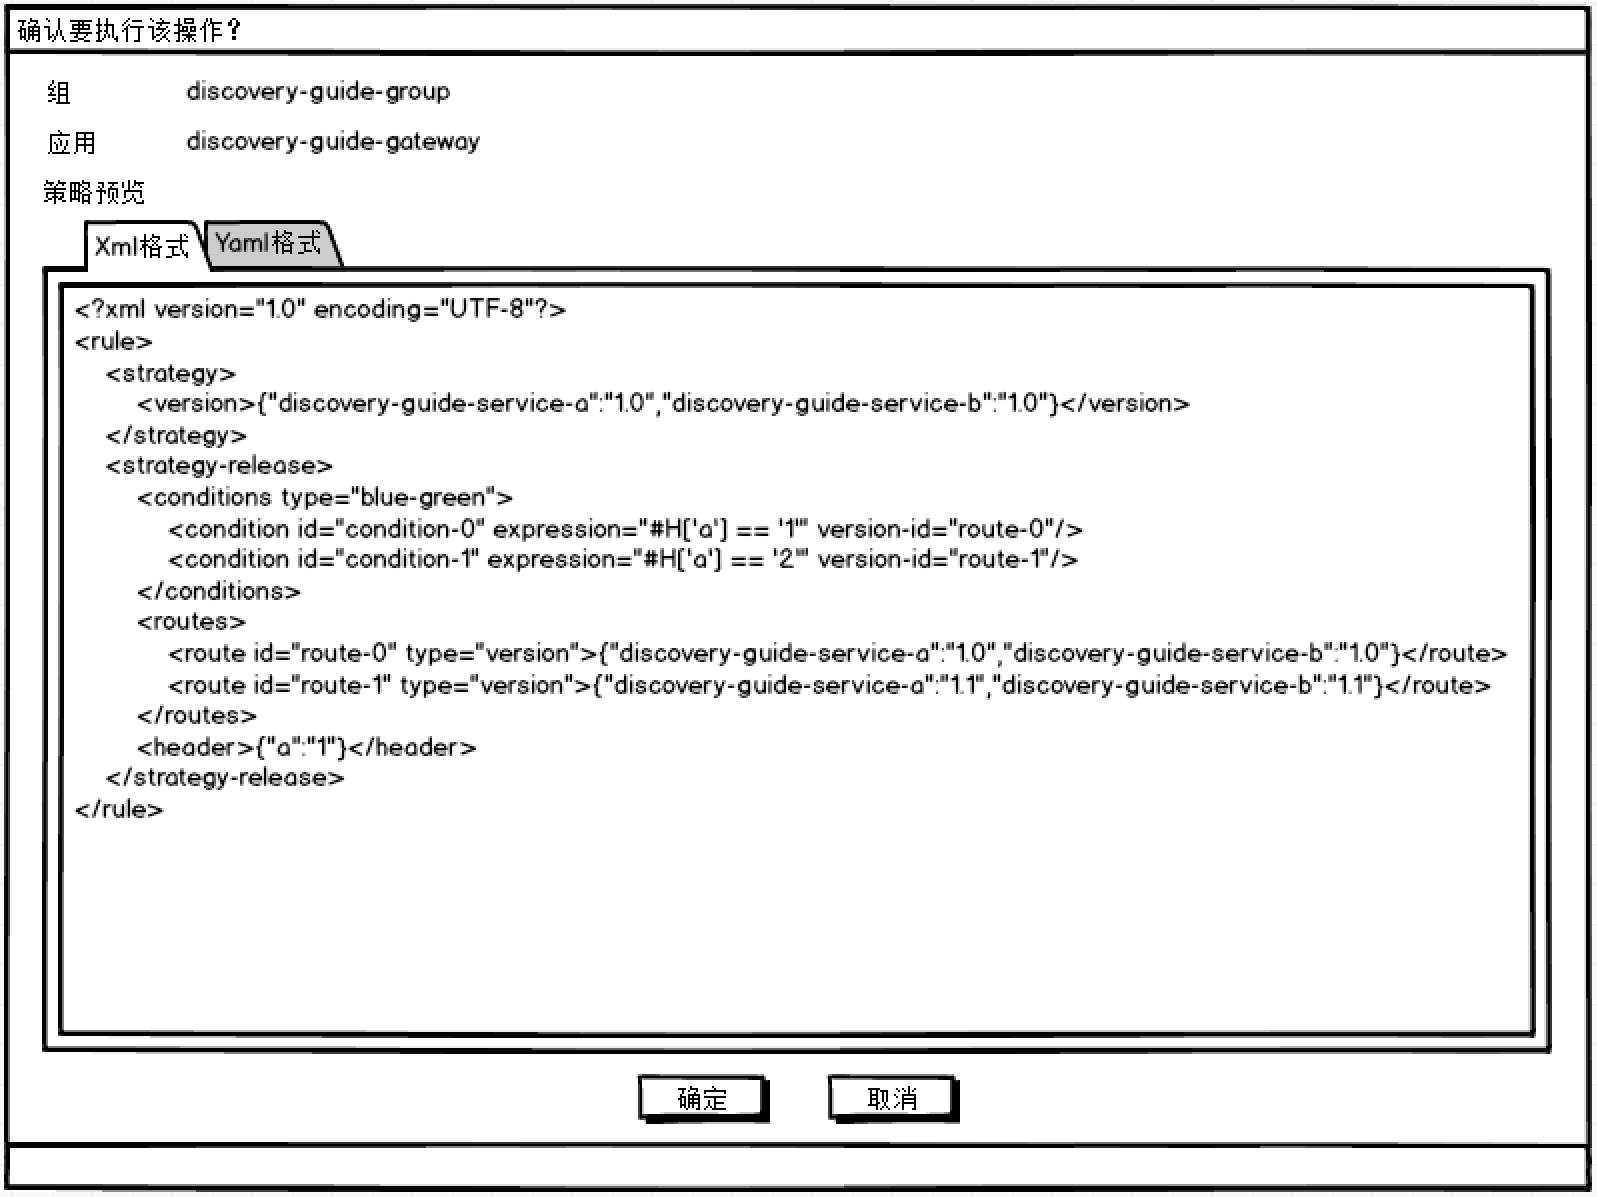 确认要执行该操作？
组 discovery-guide-group
应用 discovery-guide-gateway
策略预览
Xml格式 Yaml格式
<?xml version="1.0" encoding="UTF-8"?>
<rule>
<strategy>
<version>{"discovery-guide-service-a":"1.0","discovery-guide-service-b":"1.0"}</version>
</strategy>
<strategy-release>
<conditions type="blue-green">
<condition id="condition-0" expression="#H['a'] == '1'" version-id="route-0"/>
<condition id="condition-1" expression="#H['a'] == '2'" version-id="route-1"/>
</conditions>
<routes>
<route id="route-0" type="version">{"discovery-guide-service-a":"1.0","discovery-guide-service-b":"1.0"}</route>
<route id="route-1" type="version">{"discovery-guide-service-a":"1.1","discovery-guide-service-b":"1.1"}</route>
</routes>
<header>{"a":"1"}</header>
</strategy-release>
</rule>
确定 取消